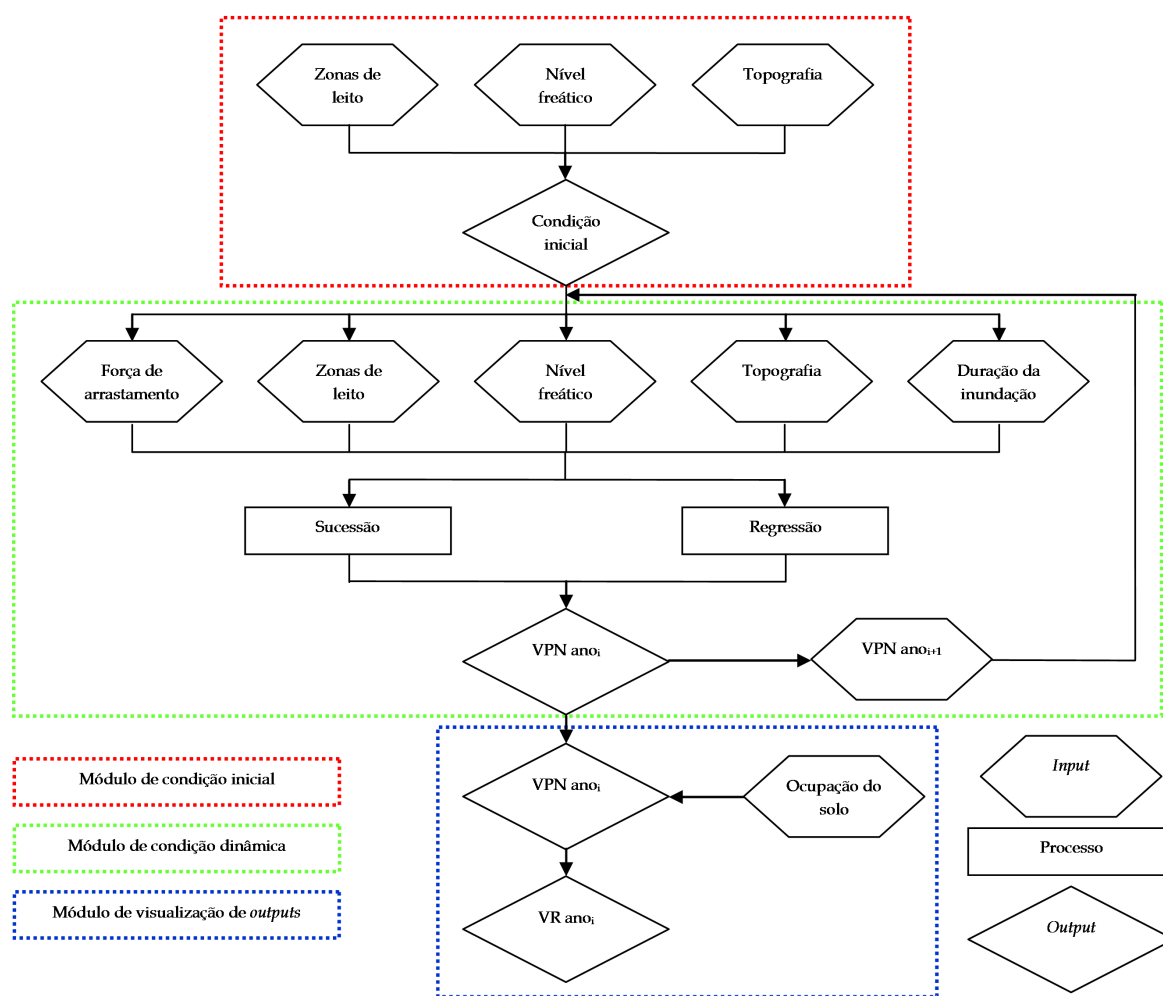 Zonas de
leito
Nível
freático
Topografia
Condição
inicial
Força de
arrastamento
Zonas de
leito
Nível
freático
Topografia
Duração da
inundação
Sucessão
Regressão
VPN anoᵢ
VPN anoᵢ₊₁
VPN anoᵢ
Ocupação do
solo
VR anoᵢ
Módulo de condição inicial
Módulo de condição dinâmica
Módulo de visualização de outputs
Input
Processo
Output